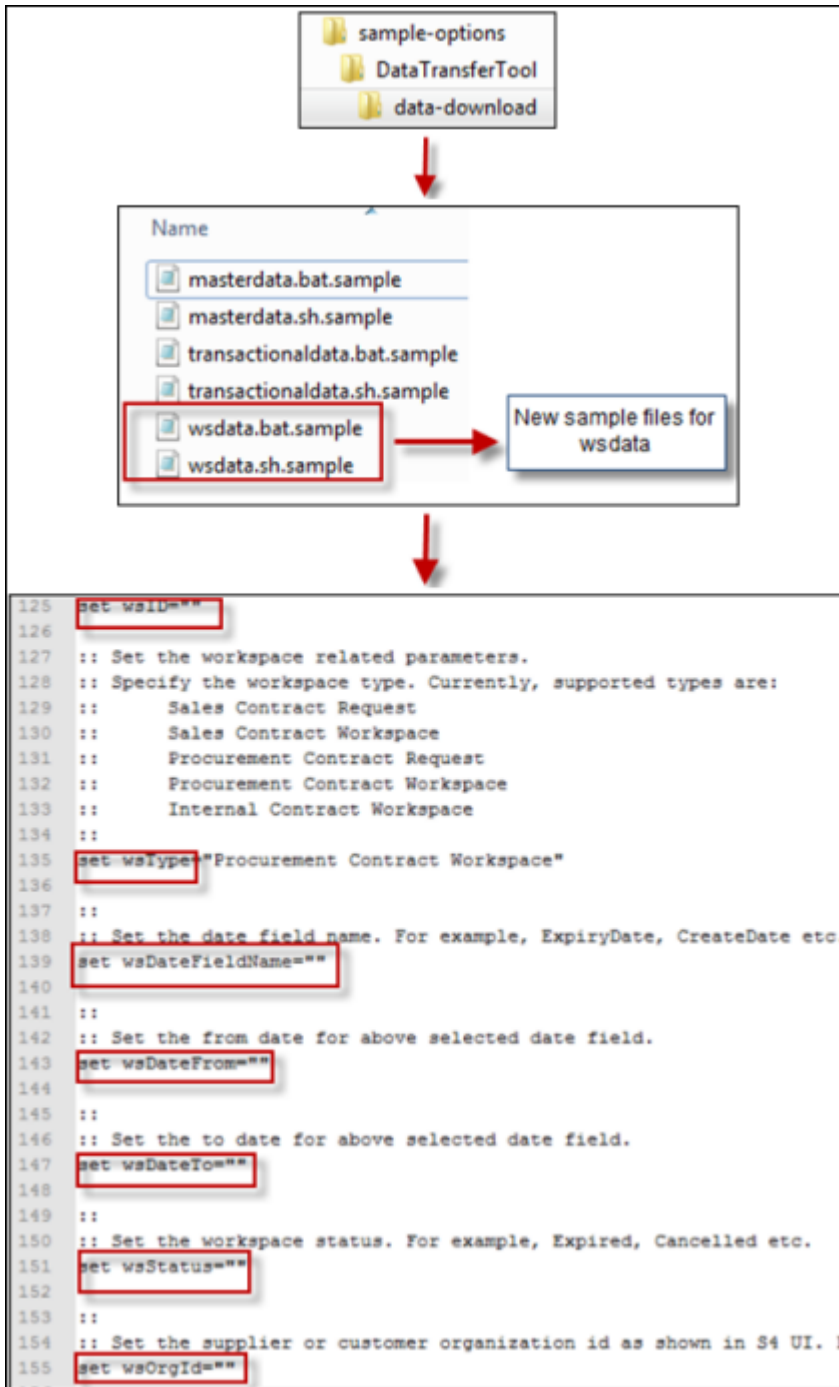 sample-options
DataTransferTool
data-download
Name
masterdata.bat.sample
masterdata.sh.sample
transactionaldata.bat.sample
transactionaldata.sh.sample
wsdata.bat.sample
wsdata.sh.sample
New sample files for
wsdata
125 set wsID=""
126
127 :: Set the workspace related parameters.
128 :: Specify the workspace type. Currently, supported types are:
129 :: Sales Contract Request
130 :: Sales Contract Workspace
131 :: Procurement Contract Request
132 :: Procurement Contract Workspace
133 :: Internal Contract Workspace
134 ::
135 set wsType="Procurement Contract Workspace"
136
137 ::
138 :: Set the date field name. For example, ExpiryDate, CreateDate etc
139 set wsDateFieldName=""
140
141 ::
142 :: Set the from date for above selected date field.
143 set wsDateFrom=""
144
145 ::
146 :: Set the to date for above selected date field.
147 set wsDateTo=""
148
149 ::
150 :: Set the workspace status. For example, Expired, Cancelled etc.
151 set wsStatus=""
152
153 ::
154 :: Set the supplier or customer organization id as shown in S4 UI.
155 set wsOrgId=""